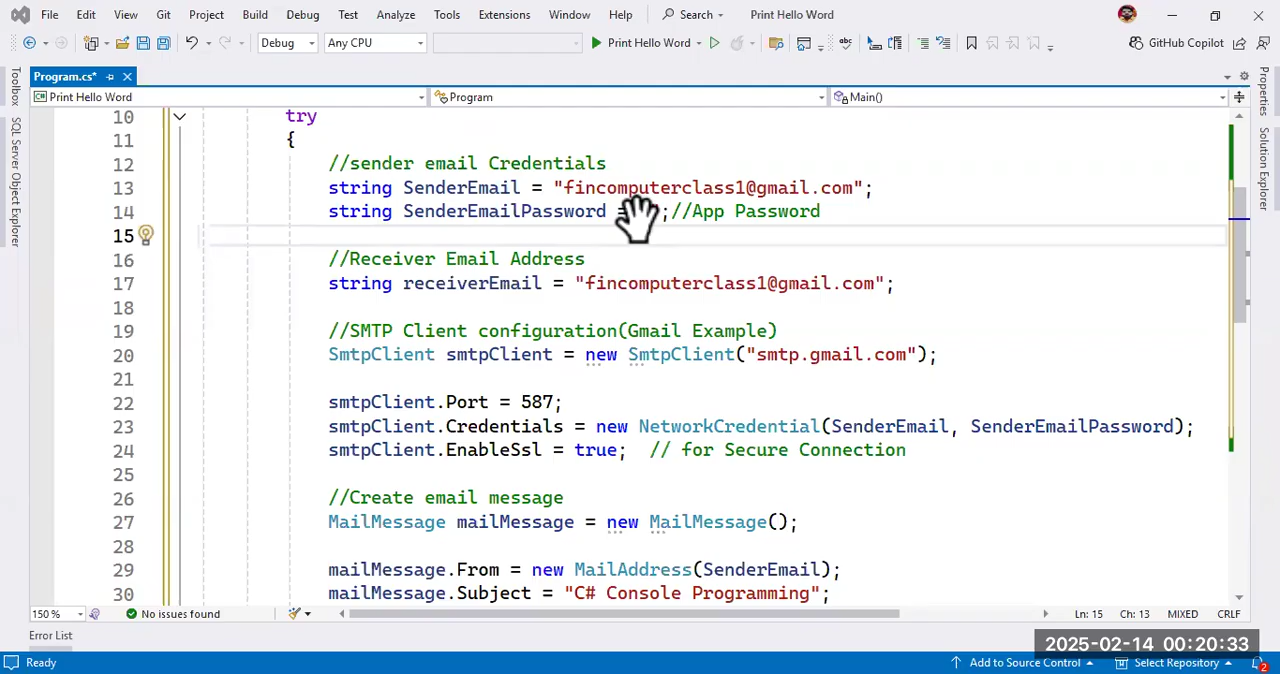 File Edit View Git Project Build Debug Test Analyze Tools Extensions Window Help Search Print Hello Word
Debug Any CPU Print Hello Word GitHub Copilot
Program.cs*
Print Hello Word Program Main()
Toolbox
SQL Server Object Explorer
Properties
Solution Explorer
10 try
11 {
12 //sender email Credentials
13 string SenderEmail = "fincomputerclass1@gmail.com";
14 string SenderEmailPassword = ;//App Password
15
16 //Receiver Email Address
17 string receiverEmail = "fincomputerclass1@gmail.com";
18
19 //SMTP Client configuration(Gmail Example)
20 SmtpClient smtpClient = new SmtpClient("smtp.gmail.com");
21
22 smtpClient.Port = 587;
23 smtpClient.Credentials = new NetworkCredential(SenderEmail, SenderEmailPassword);
24 smtpClient.EnableSsl = true; // for Secure Connection
25
26 //Create email message
27 MailMessage mailMessage = new MailMessage();
28
29 mailMessage.From = new MailAddress(SenderEmail);
30 mailMessage.Subject = "C# Console Programming";
150 % No issues found Ln: 15 Ch: 13 MIXED CRLF
Error List
2025-02-14 00:20:33
Ready Add to Source Control Select Repository 2